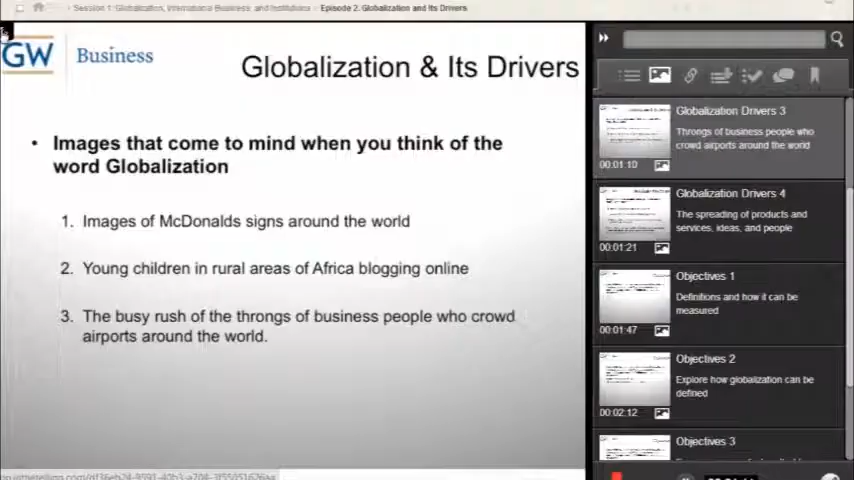 Session 1: Globalization, International Business, and Institutions › Episode 2. Globalization and Its Drivers
GW Business
Globalization & Its Drivers
• Images that come to mind when you think of the
word Globalization
1. Images of McDonalds signs around the world
2. Young children in rural areas of Africa blogging online
3. The busy rush of the throngs of business people who crowd
airports around the world.
Globalization Drivers 3
Throngs of business people who
crowd airports around the world
00:01:10
Globalization Drivers 4
The spreading of products and
services, ideas, and people
00:01:21
Objectives 1
Definitions and how it can be
measured
00:01:47
Objectives 2
Explore how globalization can be
defined
00:02:12
Objectives 3